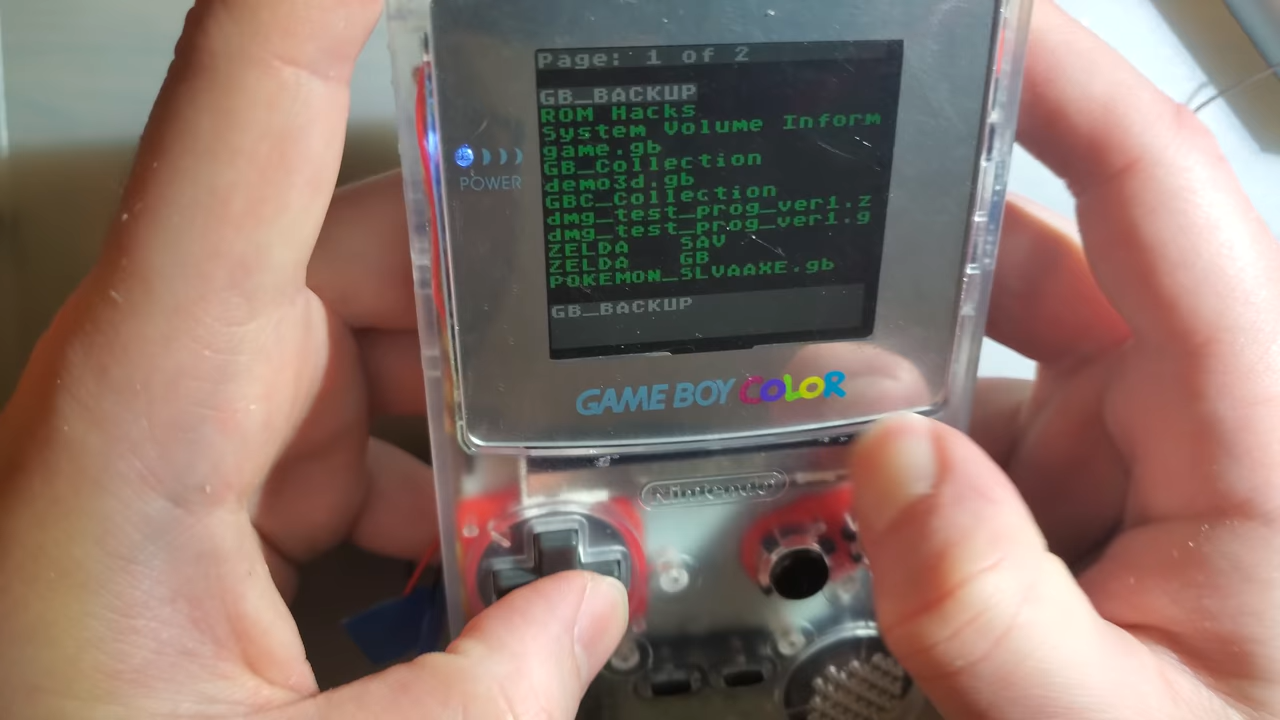 Page: 1 of 2
GB_BACKUP
ROM Hacks
System Volume Inform
game.gb
GB_Collection
demo3d.gb
GBC_Collection
dmg_test_prog_ver1.z
dmg_test_prog_ver1.g
ZELDA   SAV
ZELDA   GB
POKEMON_SLVAAXE.gb
GB_BACKUP
POWER
GAME BOY COLOR
Nintendo